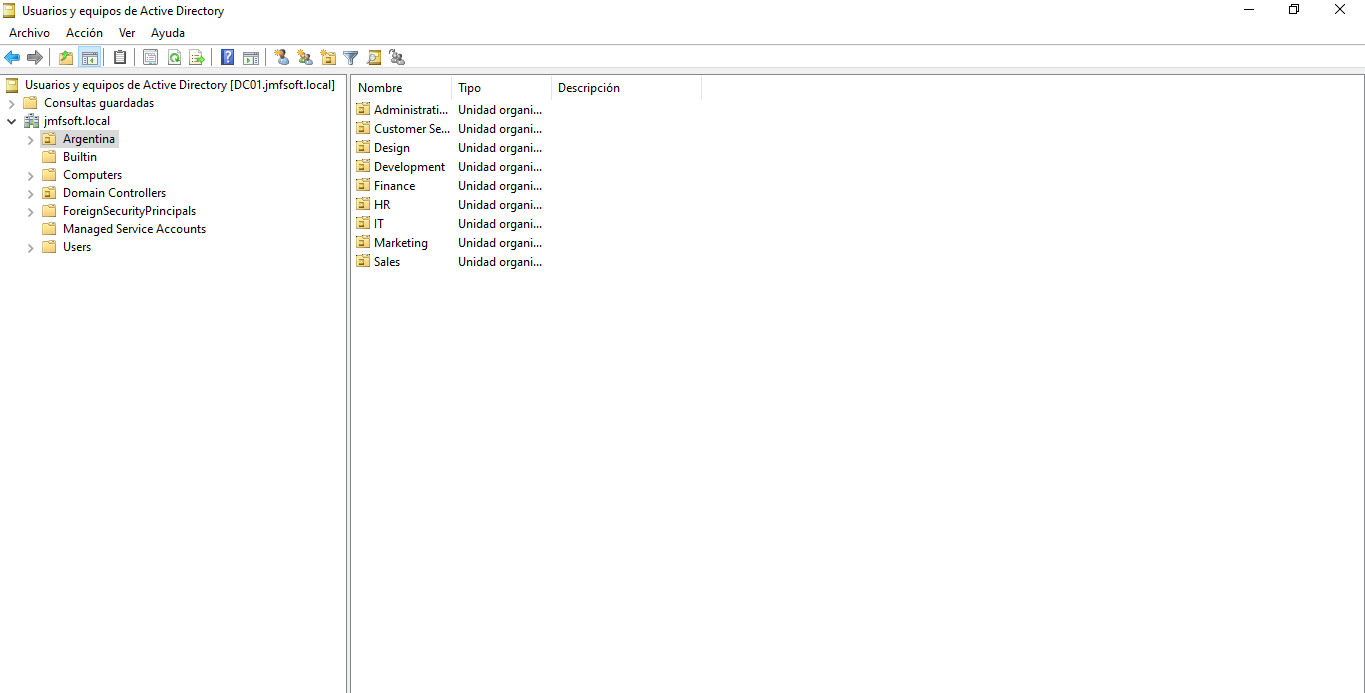 Usuarios y equipos de Active Directory
Archivo Acción Ver Ayuda
Usuarios y equipos de Active Directory [DC01.jmfsoft.local]
Consultas guardadas
jmfsoft.local
Argentina
Builtin
Computers
Domain Controllers
ForeignSecurityPrincipals
Managed Service Accounts
Users
Nombre Tipo Descripción
Administrati... Unidad organi...
Customer Se... Unidad organi...
Design Unidad organi...
Development Unidad organi...
Finance Unidad organi...
HR Unidad organi...
IT Unidad organi...
Marketing Unidad organi...
Sales Unidad organi...